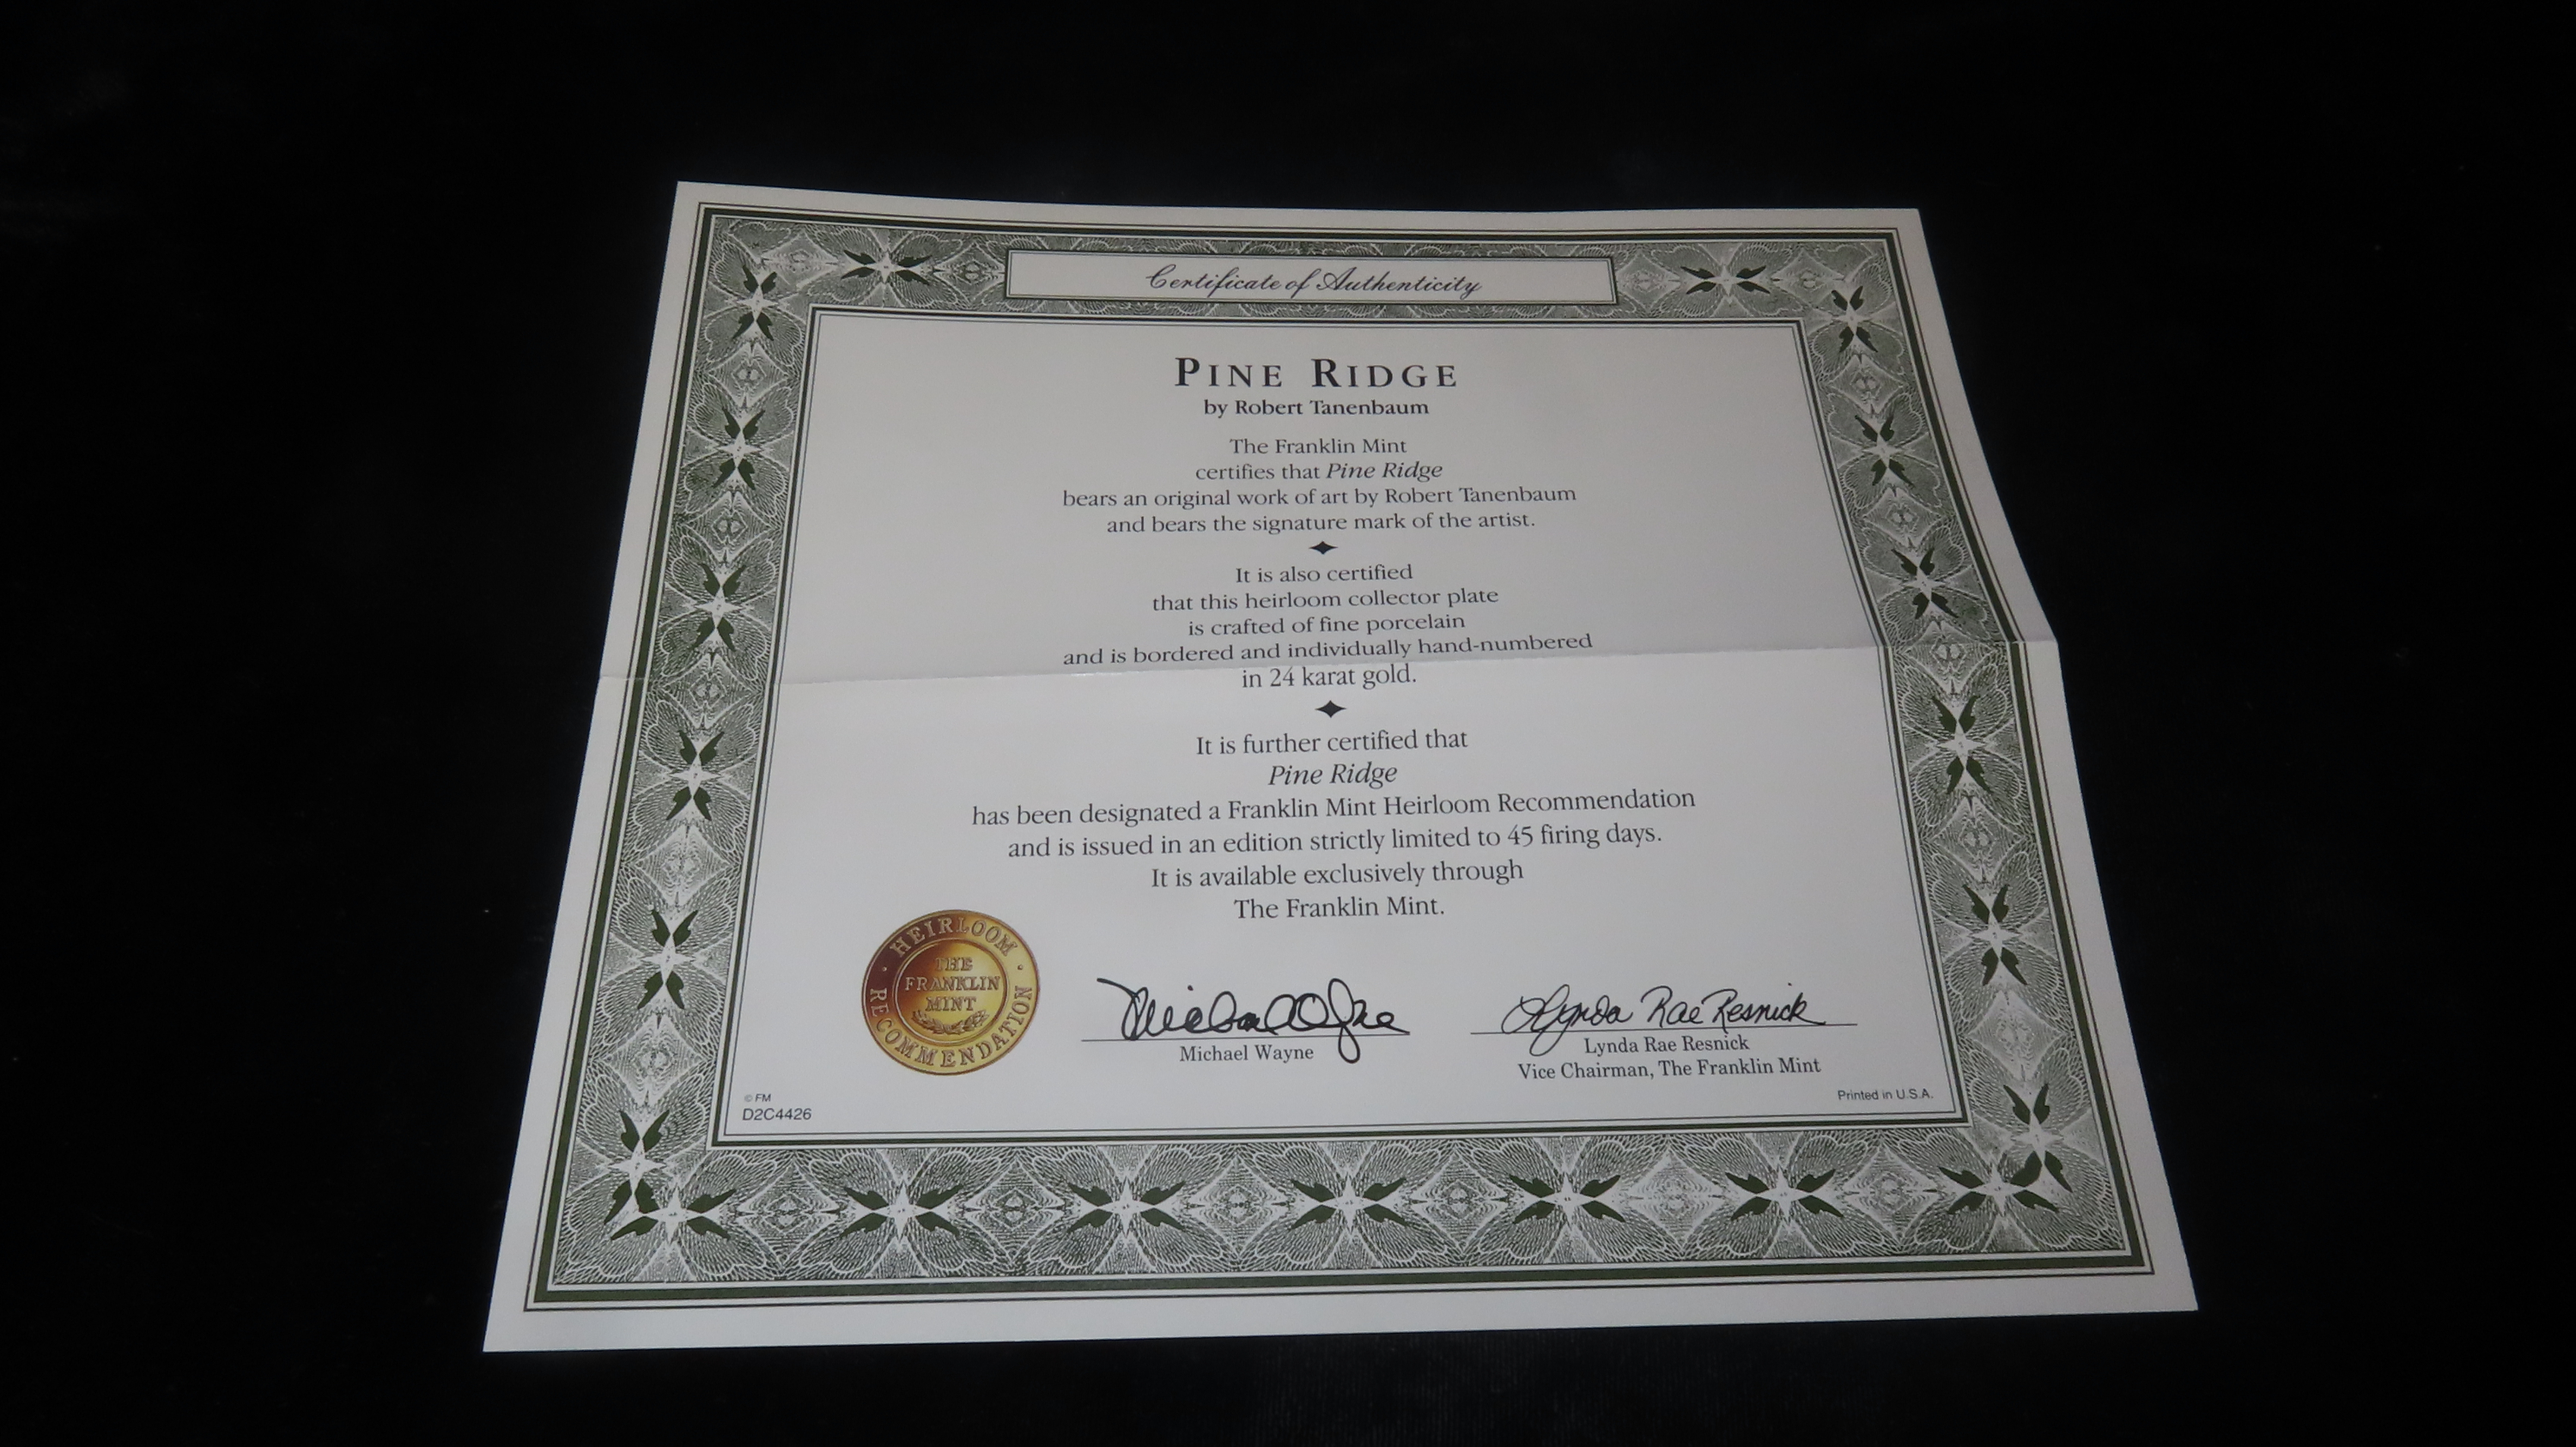 Certificate of Authenticity
PINE RIDGE
by Robert Tanenbaum
The Franklin Mint
certifies that Pine Ridge
bears an original work of art by Robert Tanenbaum
and bears the signature mark of the artist.
It is also certified
that this heirloom collector plate
is crafted of fine porcelain
and is bordered and individually hand-numbered
in 24 karat gold.
It is further certified that
Pine Ridge
has been designated a Franklin Mint Heirloom Recommendation
and is issued in an edition strictly limited to 45 firing days.
It is available exclusively through
The Franklin Mint.
HEIRLOOM
THE
FRANKLIN
MINT
RECOMMENDATION
Michael Wayne
Michael Wayne
Lynda Rae Resnick
Lynda Rae Resnick
Vice Chairman, The Franklin Mint
© FM
D2C4426
Printed in U.S.A.